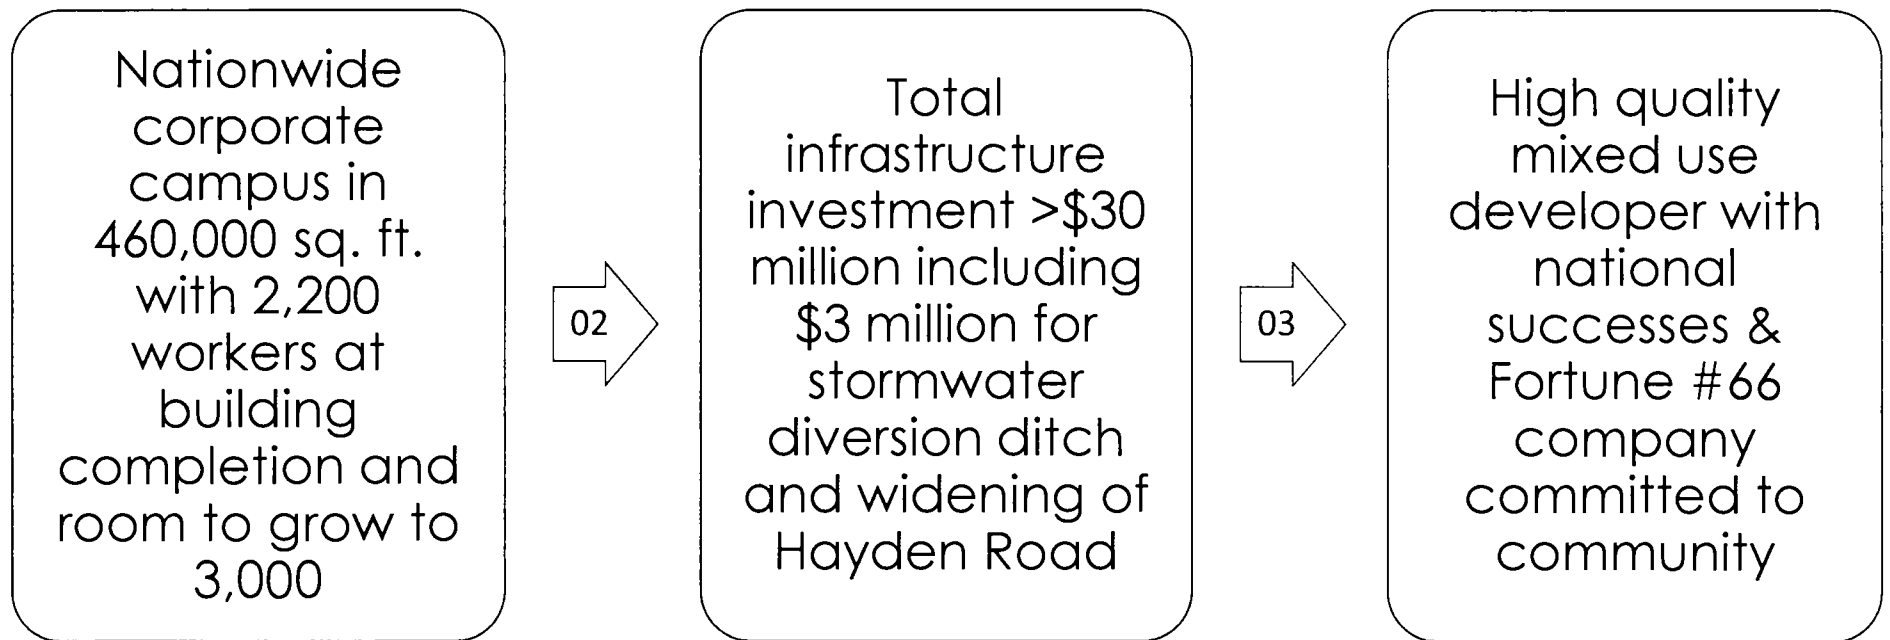 Nationwide
corporate
campus in
460,000 sq. ft.
with 2,200
workers at
building
completion and
room to grow to
3,000
02
Total
infrastructure
investment >$30
million including
$3 million for
stormwater
diversion ditch
and widening of
Hayden Road
03
High quality
mixed use
developer with
national
successes &
Fortune #66
company
committed to
community